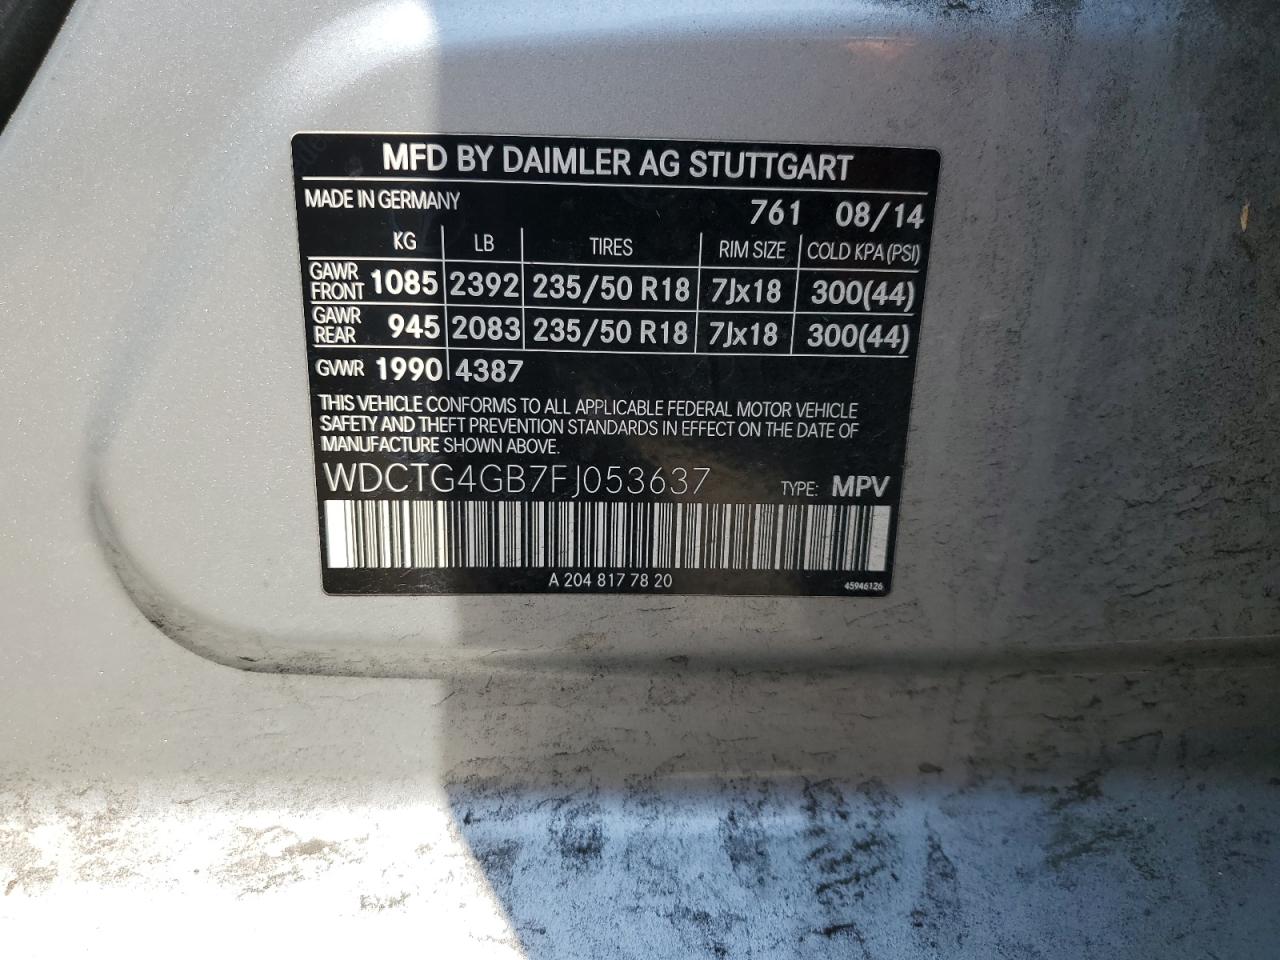 MFD BY DAIMLER AG STUTTGART
MADE IN GERMANY 761 08/14
KG LB TIRES RIM SIZE COLD KPA (PSI)
GAWR FRONT 1085 2392 235/50 R18 7Jx18 300(44)
GAWR REAR 945 2083 235/50 R18 7Jx18 300(44)
GVWR 1990 4387
THIS VEHICLE CONFORMS TO ALL APPLICABLE FEDERAL MOTOR VEHICLE
SAFETY AND THEFT PREVENTION STANDARDS IN EFFECT ON THE DATE OF
MANUFACTURE SHOWN ABOVE.
WDCTG4GB7FJ053637 TYPE: MPV
A 204 817 78 20 45946126